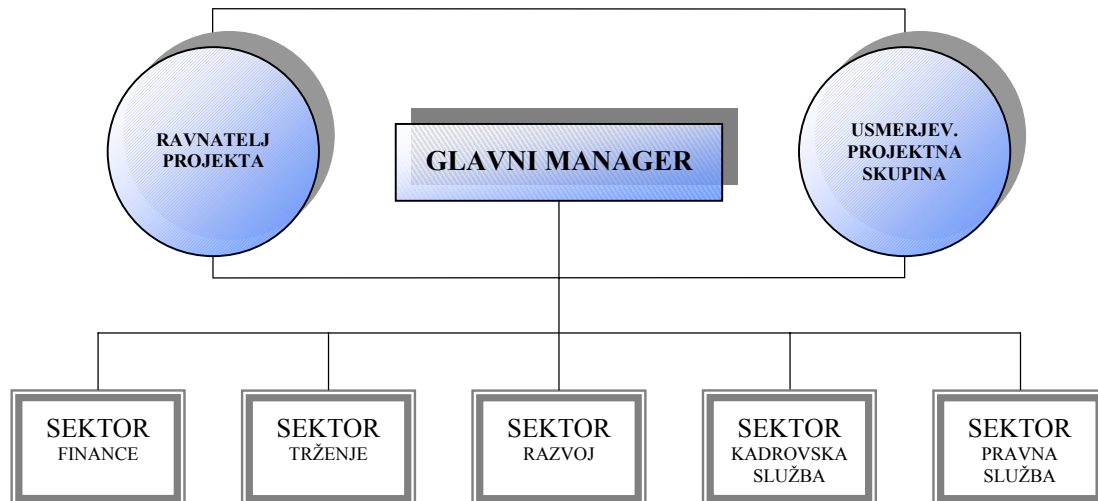 RAVNATELJ
PROJEKTA
GLAVNI MANAGER
USMERJEV.
PROJEKTNA
SKUPINA
SEKTOR
FINANCE
SEKTOR
TRŽENJE
SEKTOR
RAZVOJ
SEKTOR
KADROVSKA
SLUŽBA
SEKTOR
PRAVNA
SLUŽBA